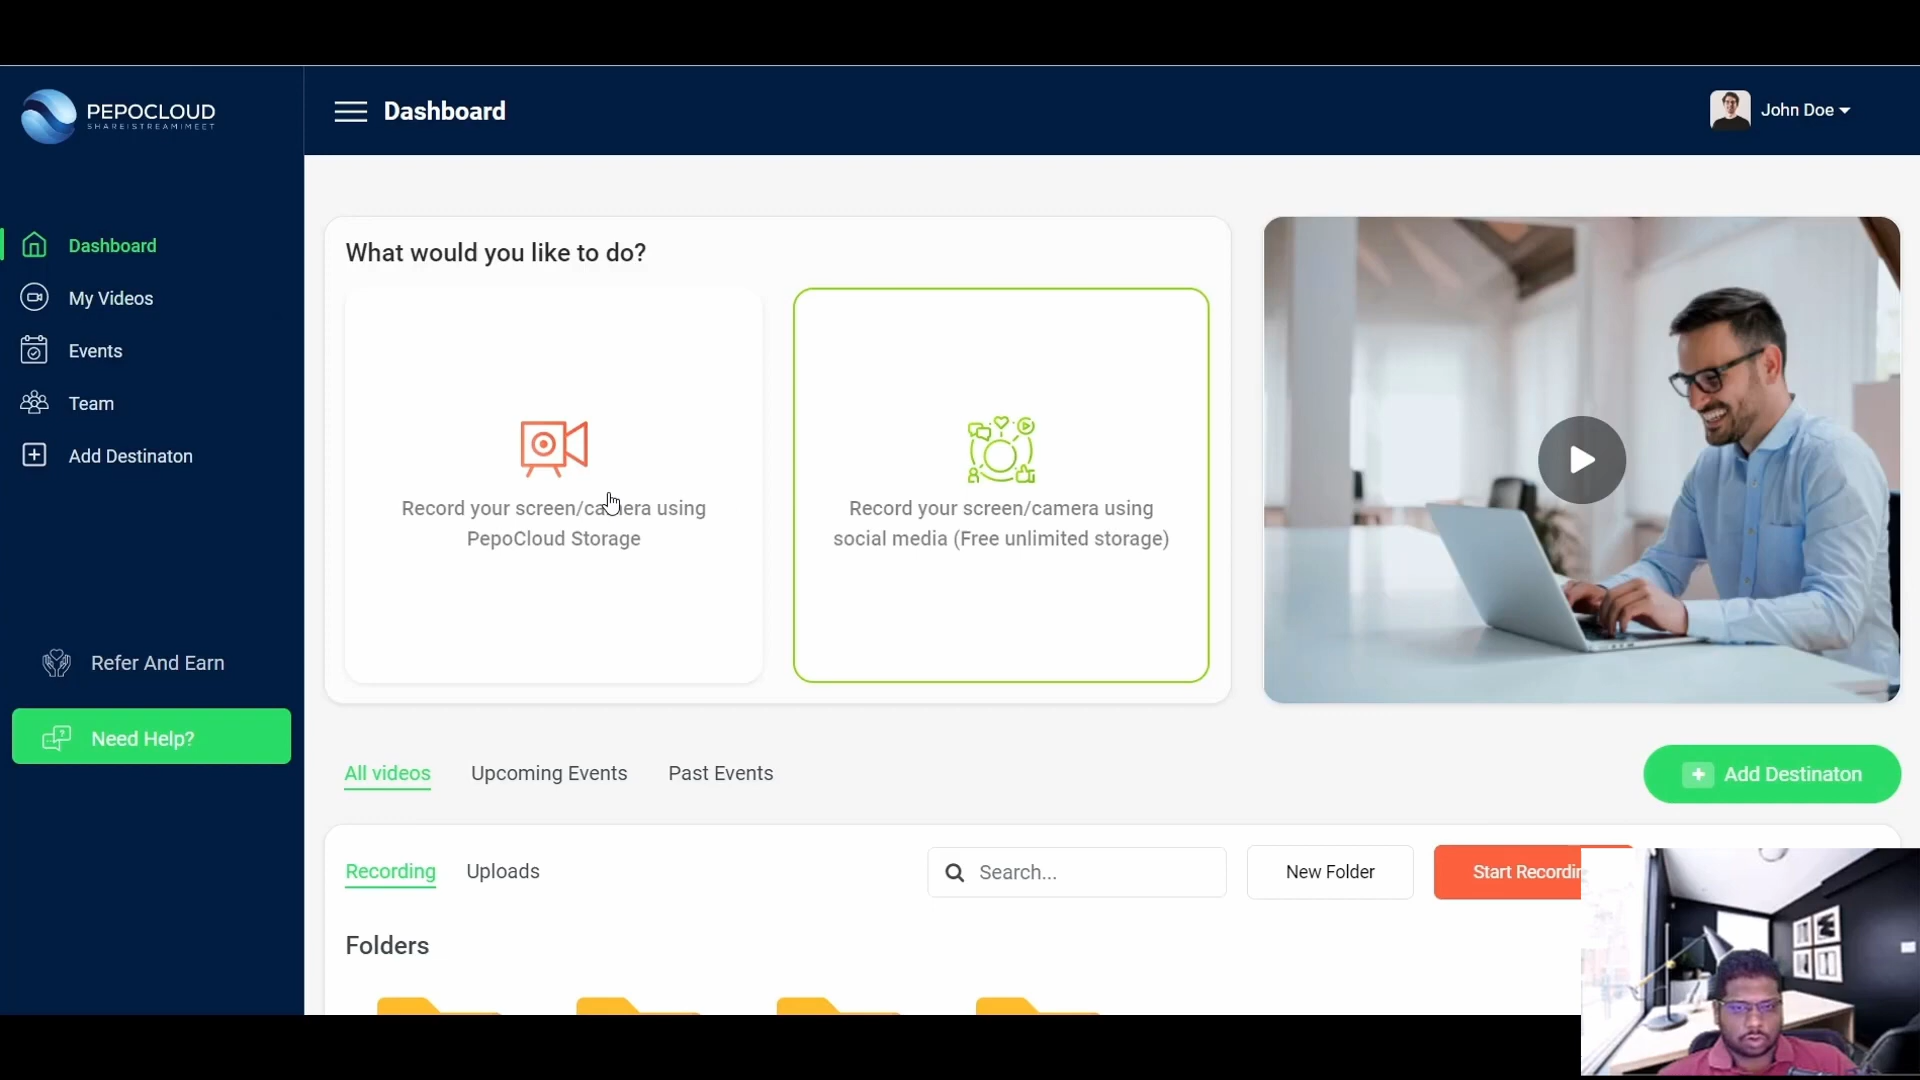 PEPOCLOUD
SHARE|STREAM|MEET
Dashboard
John Doe
Dashboard
My Videos
Events
Team
Add Destinaton
Refer And Earn
Need Help?
What would you like to do?
Record your screen/camera using
PepoCloud Storage
Record your screen/camera using
social media (Free unlimited storage)
All videos
Upcoming Events
Past Events
Add Destinaton
Recording
Uploads
Search...
New Folder
Start Recordin
Folders